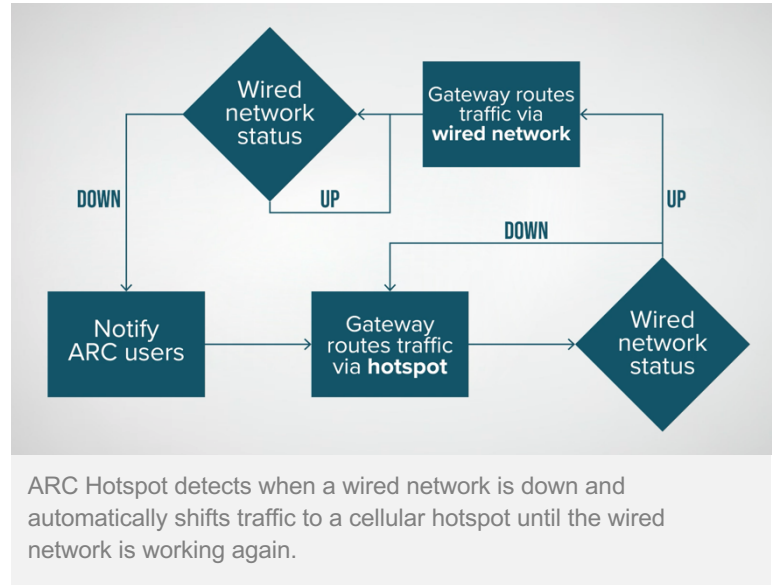 Wired
network
status
Gateway routes
traffic via
wired network
DOWN
UP
UP
DOWN
Notify
ARC users
Gateway
routes traffic
via hotspot
Wired
network
status
ARC Hotspot detects when a wired network is down and
automatically shifts traffic to a cellular hotspot until the wired
network is working again.